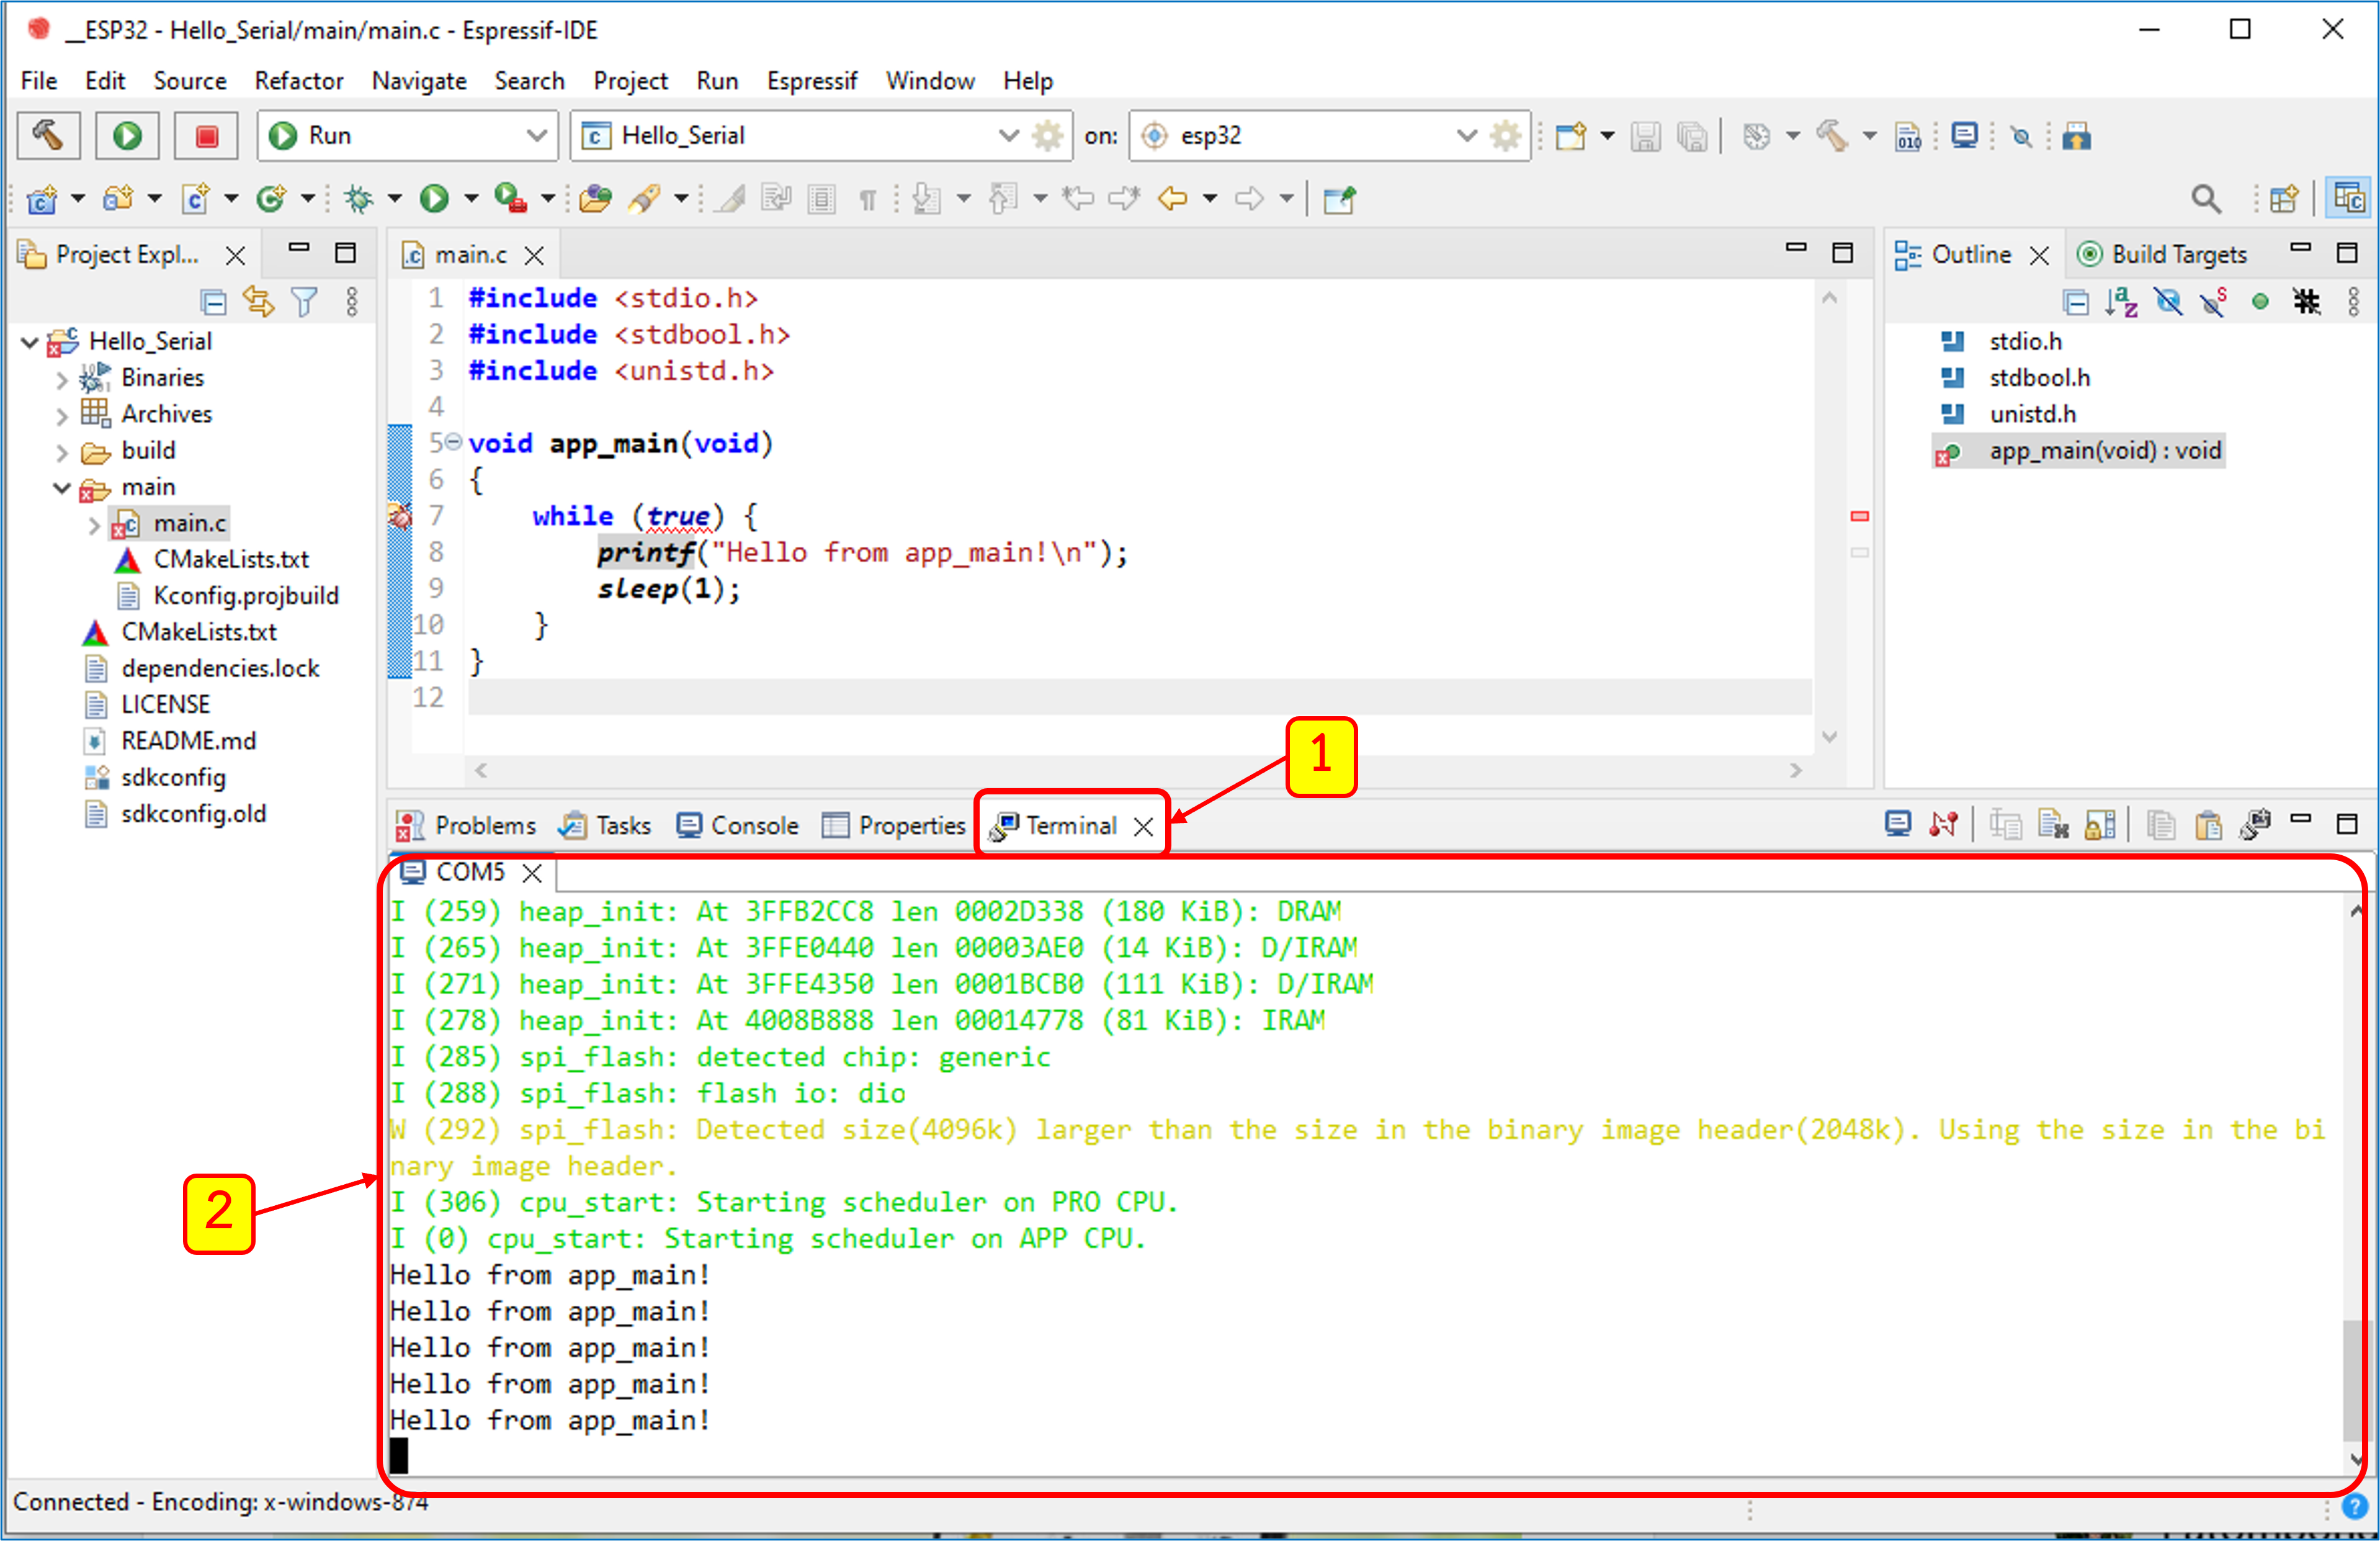 __ESP32 - Hello_Serial/main/main.c - Espressif-IDE
File Edit Source Refactor Navigate Search Project Run Espressif Window Help
Run Hello_Serial on: esp32
Project Expl...
Hello_Serial
Binaries
Archives
build
main
main.c
CMakeLists.txt
Kconfig.projbuild
CMakeLists.txt
dependencies.lock
LICENSE
README.md
sdkconfig
sdkconfig.old
main.c
1 #include <stdio.h>
2 #include <stdbool.h>
3 #include <unistd.h>
4
5 void app_main(void)
6 {
7 while (true) {
8 printf("Hello from app_main!\n");
9 sleep(1);
10 }
11 }
12
Outline Build Targets
stdio.h
stdbool.h
unistd.h
app_main(void) : void
1
Problems Tasks Console Properties Terminal
COM5
I (259) heap_init: At 3FFB2CC8 len 0002D338 (180 KiB): DRAM
I (265) heap_init: At 3FFE0440 len 00003AE0 (14 KiB): D/IRAM
I (271) heap_init: At 3FFE4350 len 0001BCB0 (111 KiB): D/IRAM
I (278) heap_init: At 4008B888 len 00014778 (81 KiB): IRAM
I (285) spi_flash: detected chip: generic
I (288) spi_flash: flash io: dio
W (292) spi_flash: Detected size(4096k) larger than the size in the binary image header(2048k). Using the size in the bi
nary image header.
I (306) cpu_start: Starting scheduler on PRO CPU.
I (0) cpu_start: Starting scheduler on APP CPU.
Hello from app_main!
Hello from app_main!
Hello from app_main!
Hello from app_main!
Hello from app_main!
2
Connected - Encoding: x-windows-874